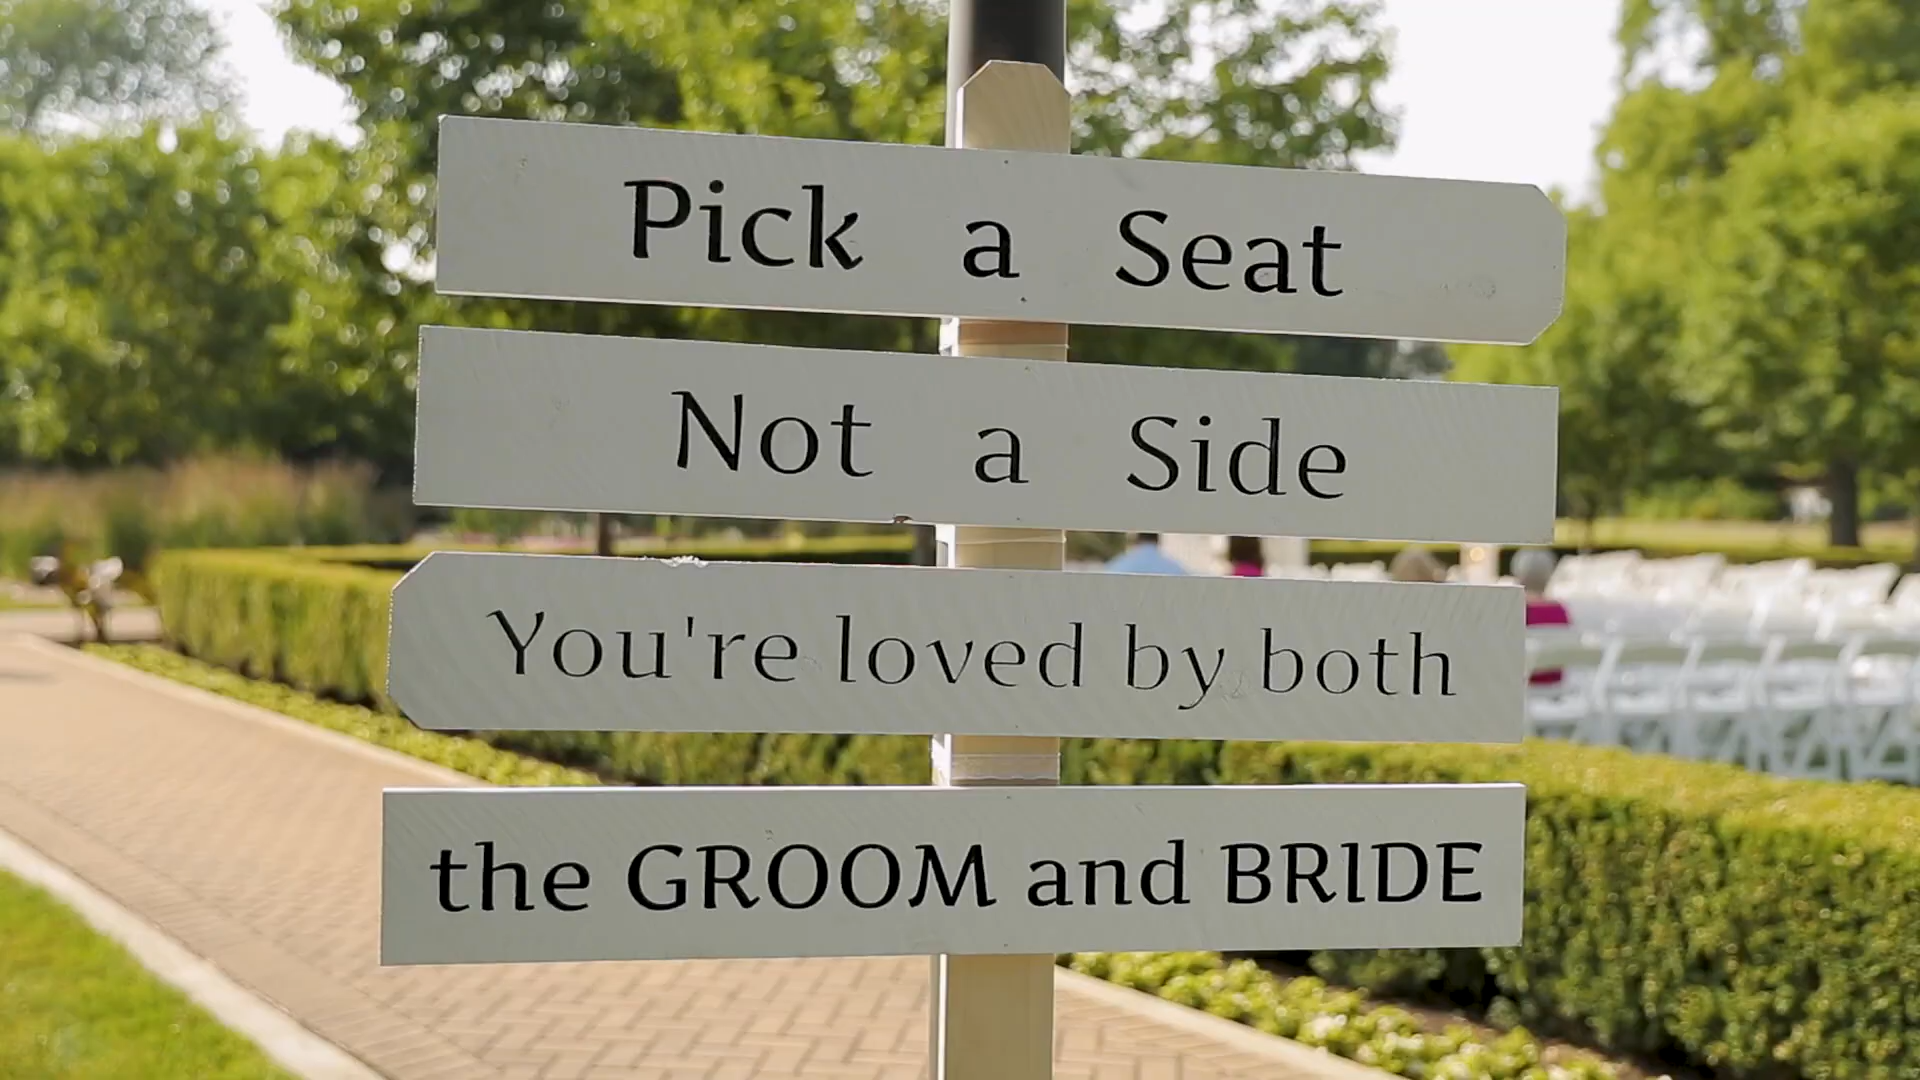 Pick a Seat
Not a Side
You're loved by both
the GROOM and BRIDE